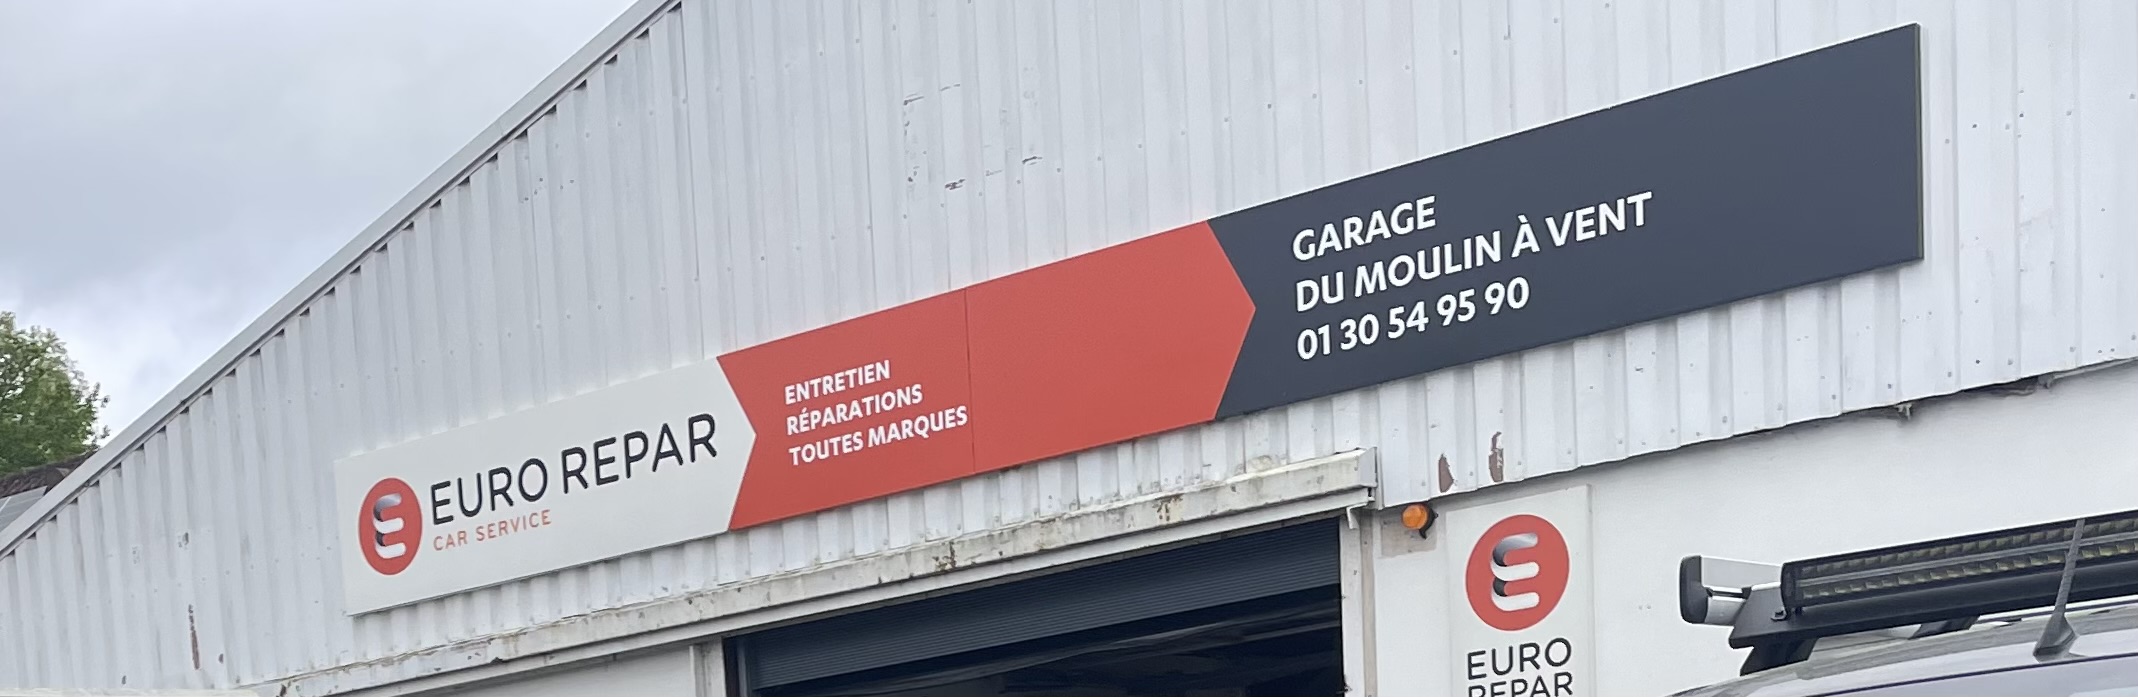 EURO REPAR
CAR SERVICE
ENTRETIEN
RÉPARATIONS
TOUTES MARQUES
GARAGE
DU MOULIN À VENT
01 30 54 95 90
EURO
REPAR